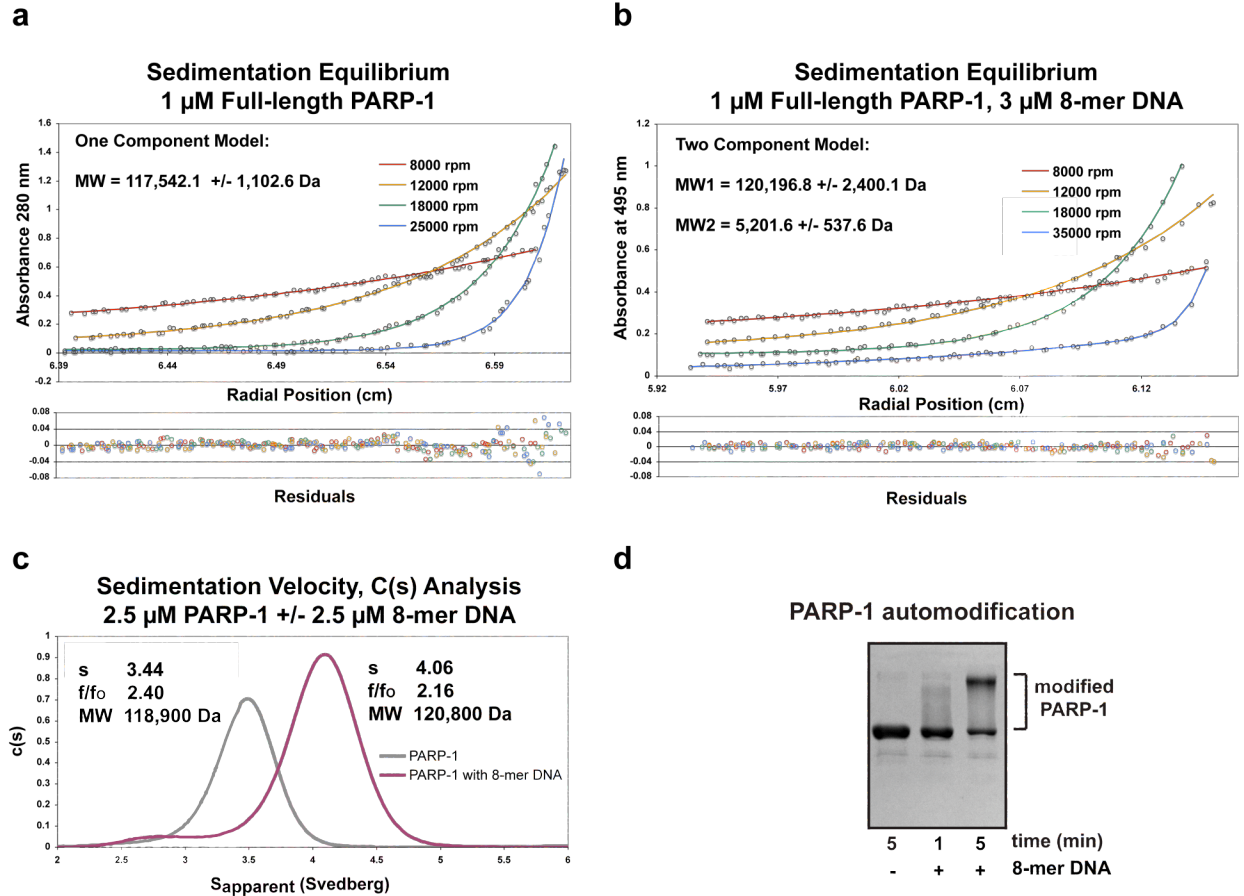 a
Sedimentation Equilibrium
1 µM Full-length PARP-1
Absorbance 280 nm
1.6
1.4
1.2
1
0.8
0.6
0.4
0.2
0
-0.2
One Component Model:
MW = 117,542.1 +/- 1,102.6 Da
8000 rpm
12000 rpm
18000 rpm
25000 rpm
6.39
6.44
6.49
6.54
6.59
Radial Position (cm)
0.08
0.04
0
-0.04
-0.08
Residuals
b
Sedimentation Equilibrium
1 µM Full-length PARP-1, 3 µM 8-mer DNA
Absorbance at 495 nm
1.2
1
0.8
0.6
0.4
0.2
0
Two Component Model:
MW1 = 120,196.8 +/- 2,400.1 Da
MW2 = 5,201.6 +/- 537.6 Da
8000 rpm
12000 rpm
18000 rpm
35000 rpm
5.92
5.97
6.02
6.07
6.12
Radial Position (cm)
0.08
0.04
0
-0.04
-0.08
Residuals
c
Sedimentation Velocity, C(s) Analysis
2.5 µM PARP-1 +/- 2.5 µM 8-mer DNA
c(s)
1
0.9
0.8
0.7
0.6
0.5
0.4
0.3
0.2
0.1
0
s 3.44
f/fo 2.40
MW 118,900 Da
s 4.06
f/fo 2.16
MW 120,800 Da
PARP-1
PARP-1 with 8-mer DNA
2
2.5
3
3.5
4
4.5
5
5.5
6
Sapparent (Svedberg)
d
PARP-1 automodification
modified
PARP-1
5 1 5 time (min)
- + + 8-mer DNA